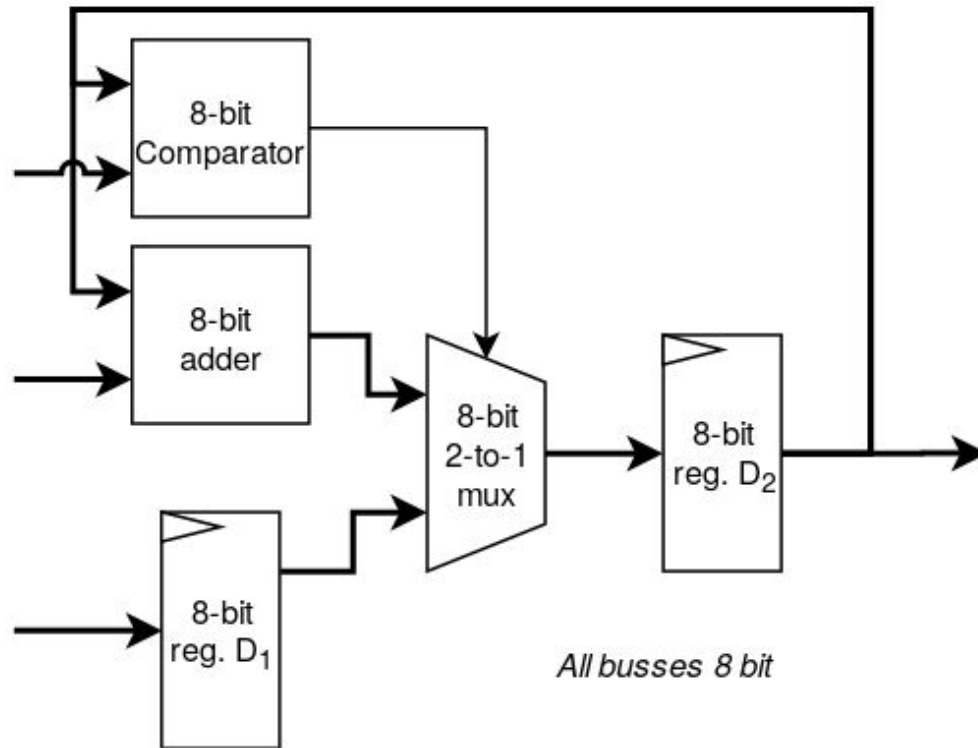 8-bit
Comparator
8-bit
adder
8-bit
2-to-1
mux
8-bit
reg. D₂
8-bit
reg. D₁
All busses 8 bit